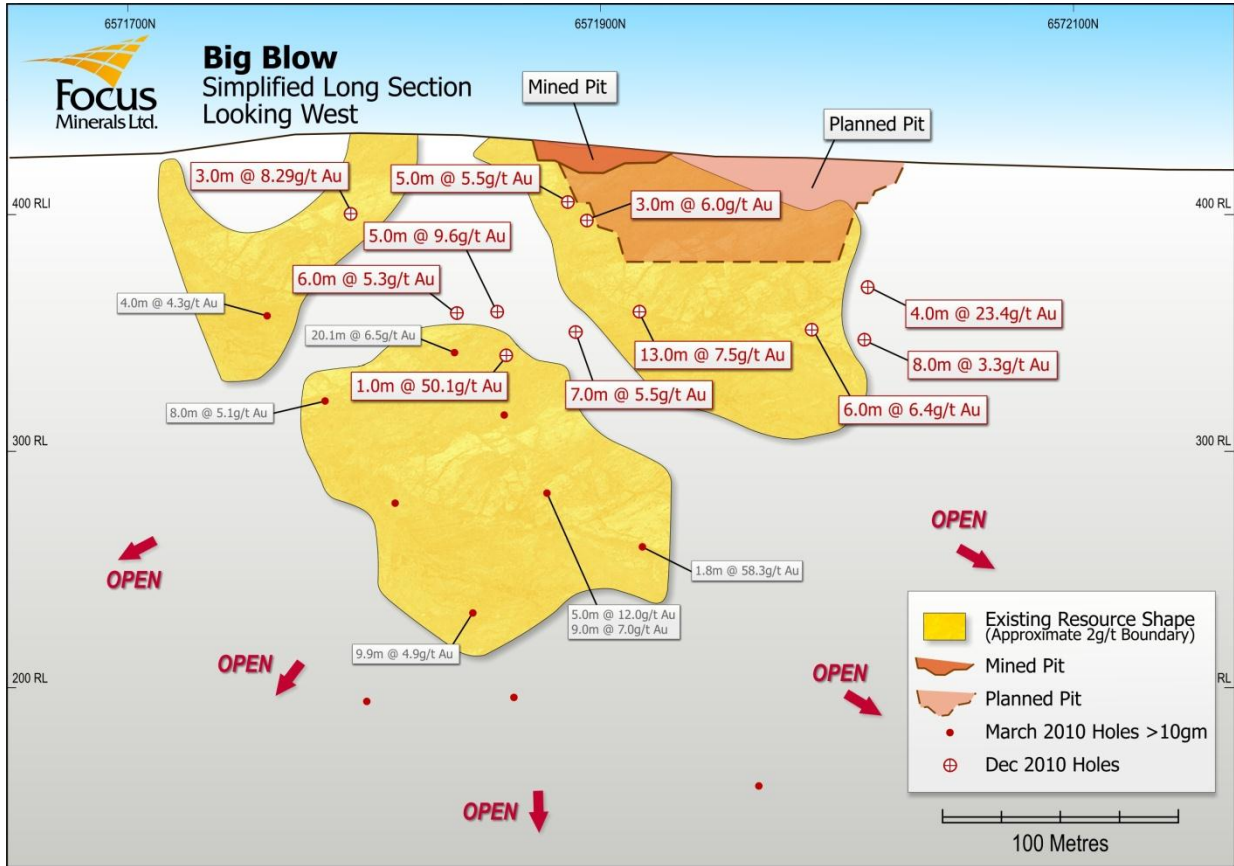 6571700N
6571900N
6572100N
Focus
Minerals Ltd.
Big Blow
Simplified Long Section
Looking West
Mined Pit
Planned Pit
3.0m @ 8.29g/t Au
5.0m @ 5.5g/t Au
3.0m @ 6.0g/t Au
400 RLI
400 RL
5.0m @ 9.6g/t Au
6.0m @ 5.3g/t Au
4.0m @ 4.3g/t Au
4.0m @ 23.4g/t Au
20.1m @ 6.5g/t Au
13.0m @ 7.5g/t Au
8.0m @ 3.3g/t Au
1.0m @ 50.1g/t Au
7.0m @ 5.5g/t Au
6.0m @ 6.4g/t Au
8.0m @ 5.1g/t Au
300 RL
300 RL
OPEN
OPEN
1.8m @ 58.3g/t Au
5.0m @ 12.0g/t Au
9.0m @ 7.0g/t Au
9.9m @ 4.9g/t Au
OPEN
OPEN
200 RL
RL
OPEN
Existing Resource Shape
(Approximate 2g/t Boundary)
Mined Pit
Planned Pit
March 2010 Holes >10gm
Dec 2010 Holes
100 Metres